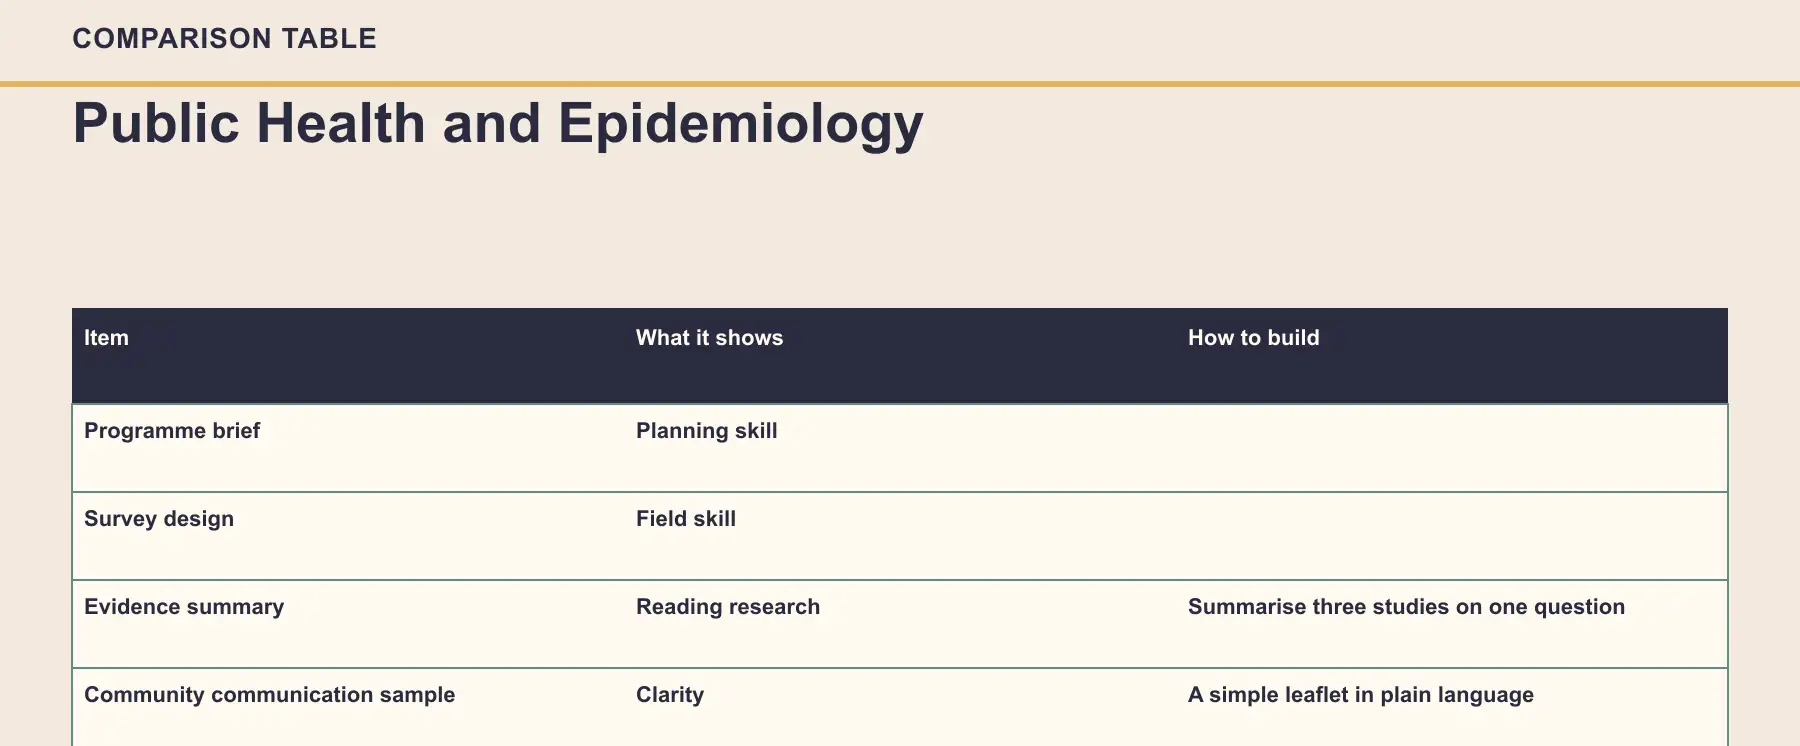 COMPARISON TABLE
Public Health and Epidemiology
Item What it shows How to build
Programme brief Planning skill
Survey design Field skill
Evidence summary Reading research Summarise three studies on one question
Community communication sample Clarity A simple leaflet in plain language